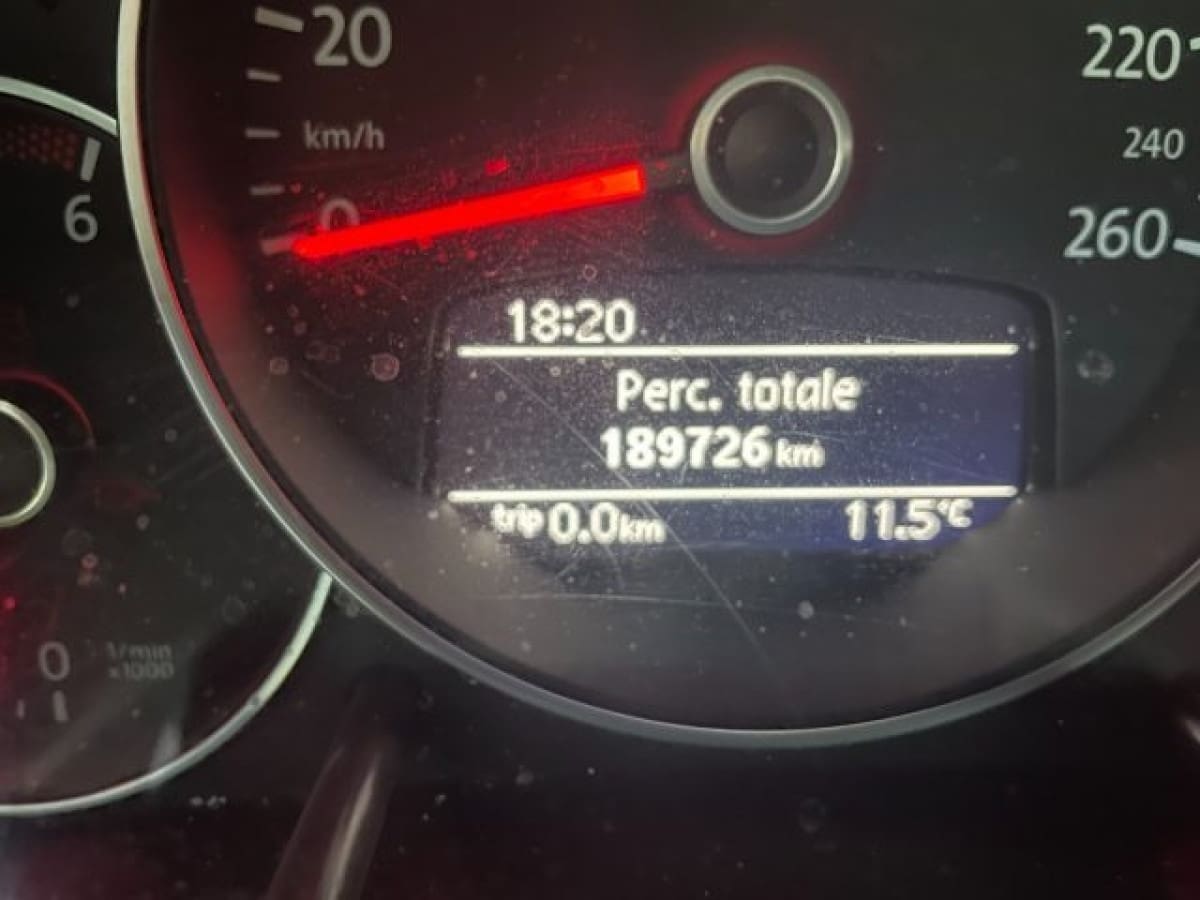 20
220
km/h
240
6
0
260
18:20
Perc. totale
189726 km
trip 0.0 km 11.5°C
0 1/min
x1000